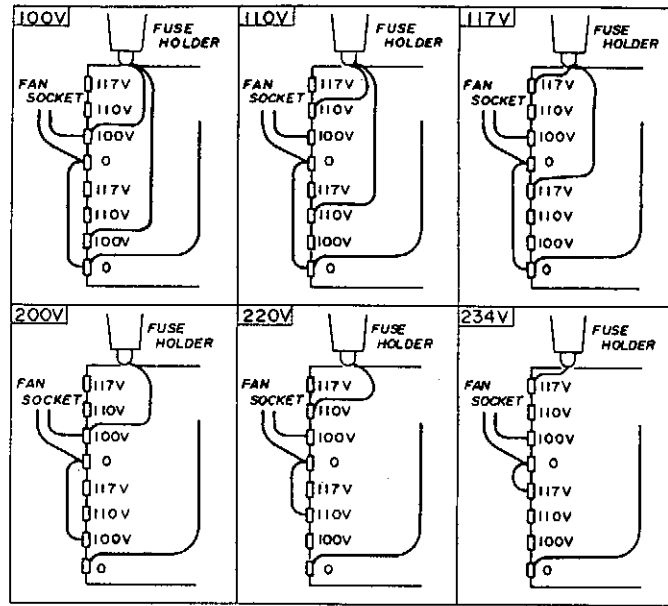 100V
FUSE
HOLDER
FAN
SOCKET
117V
110V
100V
0
117V
110V
100V
0
110V
FUSE
HOLDER
FAN
SOCKET
117V
110V
100V
0
117V
110V
100V
0
117V
FUSE
HOLDER
FAN
SOCKET
117V
110V
100V
0
117V
110V
100V
0
200V
FUSE
HOLDER
FAN
SOCKET
117V
110V
100V
0
117V
110V
100V
0
220V
FUSE
HOLDER
FAN
SOCKET
117V
110V
100V
0
117V
110V
100V
0
234V
FUSE
HOLDER
FAN
SOCKET
117V
110V
100V
0
117V
110V
100V
0